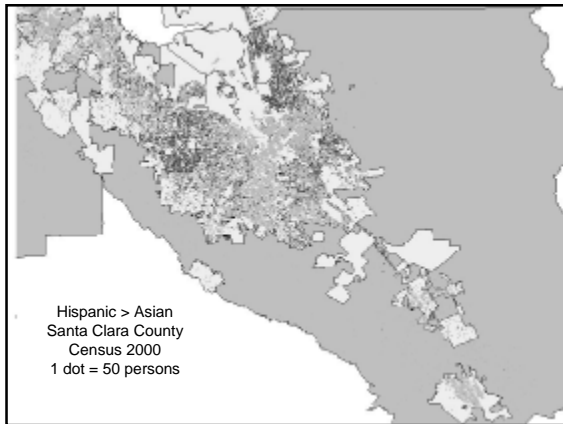 Hispanic > Asian
Santa Clara County
Census 2000
1 dot = 50 persons